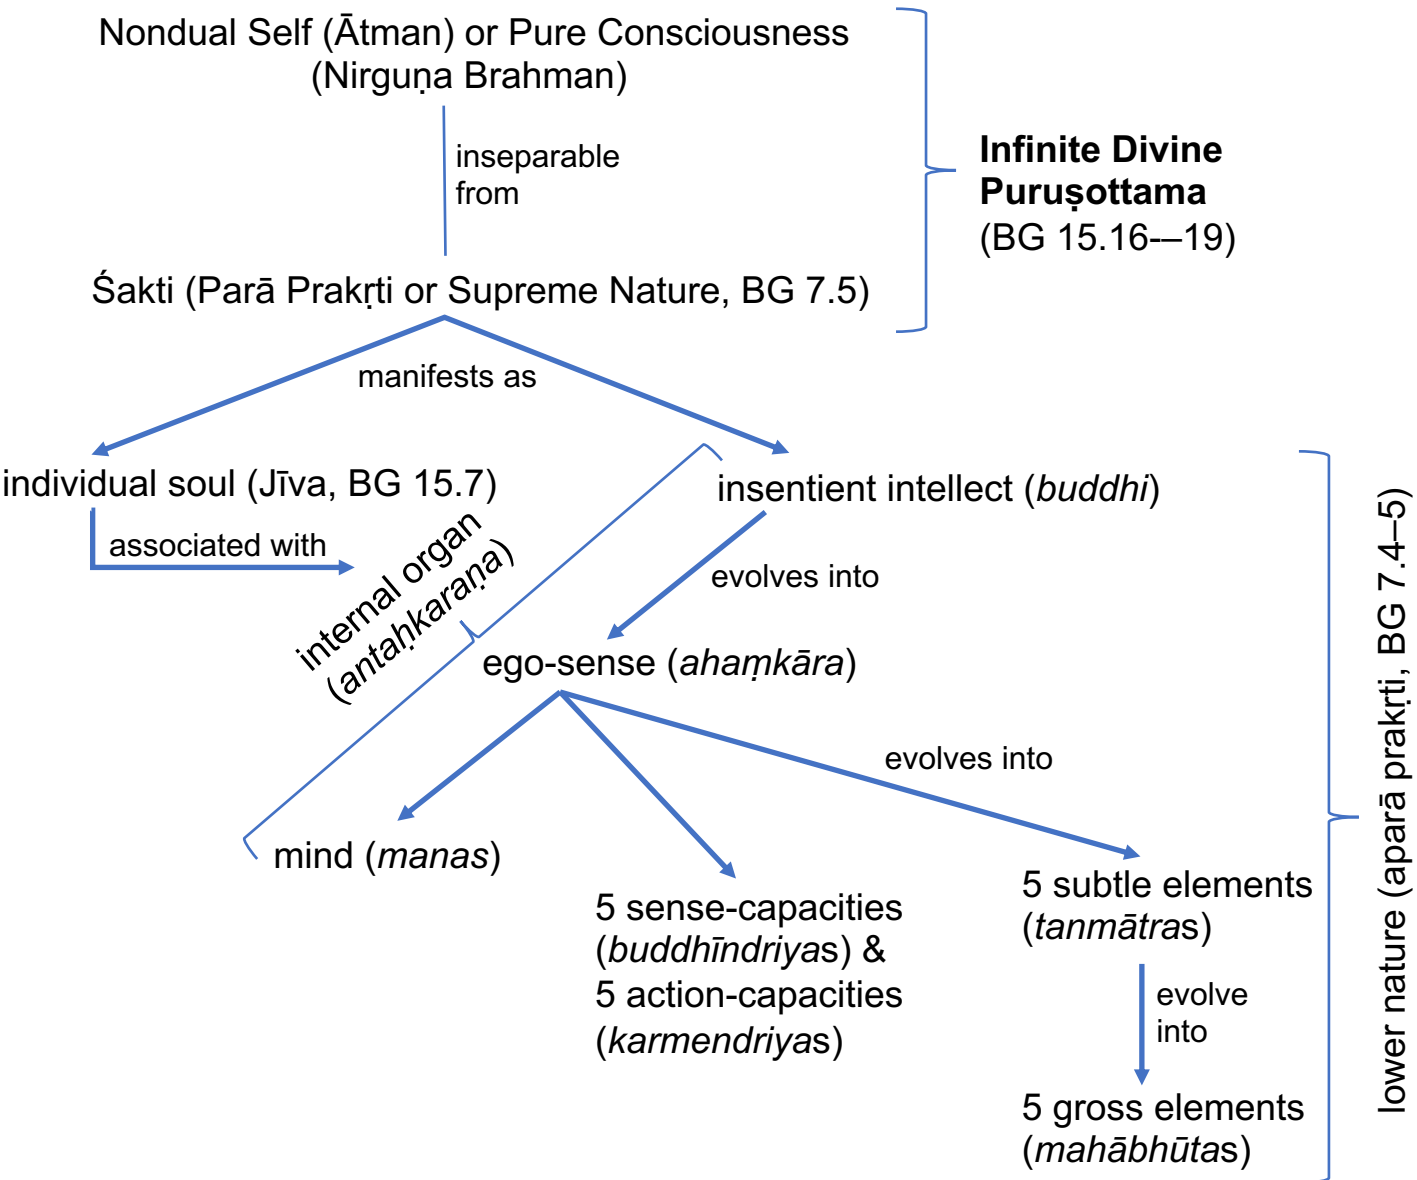 Nondual Self (Ātman) or Pure Consciousness
(Nirguṇa Brahman)
inseparable
from
Infinite Divine
Puruṣottama
(BG 15.16-–19)
Śakti (Parā Prakṛti or Supreme Nature, BG 7.5)
manifests as
individual soul (Jīva, BG 15.7)
associated with
internal organ
(antaḥkaraṇa)
insentient intellect (buddhi)
evolves into
ego-sense (ahaṃkāra)
evolves into
mind (manas)
5 sense-capacities
(buddhīndriyas) &
5 action-capacities
(karmendriyas)
5 subtle elements
(tanmātras)
evolve
into
5 gross elements
(mahābhūtas)
lower nature (aparā prakṛti, BG 7.4–5)